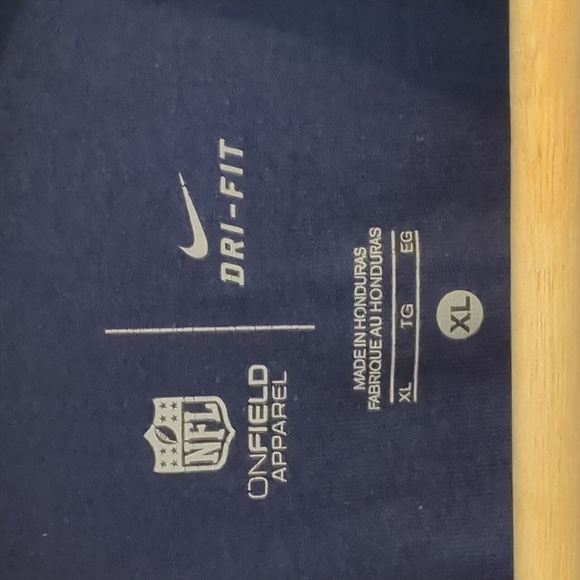 NFL
ONFIELD
APPAREL
DRI-FIT
MADE IN HONDURAS
FABRIQUE AU HONDURAS
XL TG EG
XL